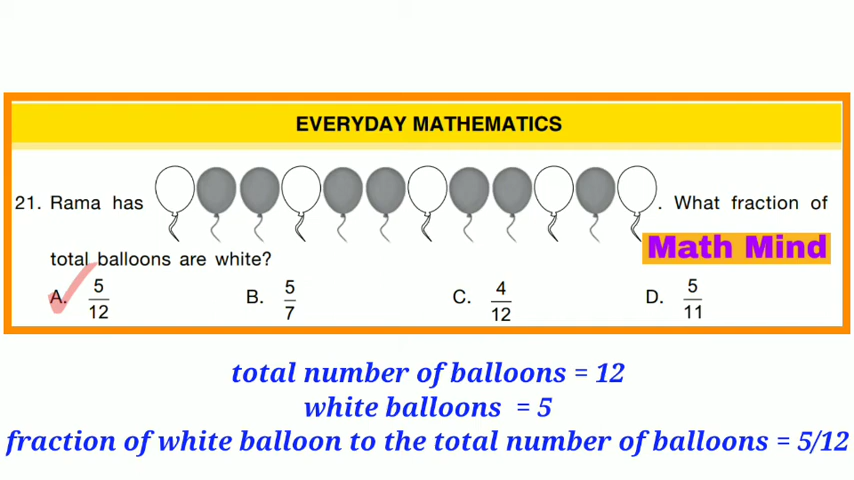 EVERYDAY MATHEMATICS
21. Rama has . What fraction of
Math Mind
total balloons are white?
A. 5/12 B. 5/7 C. 4/12 D. 5/11
total number of balloons = 12
white balloons = 5
fraction of white balloon to the total number of balloons = 5/12